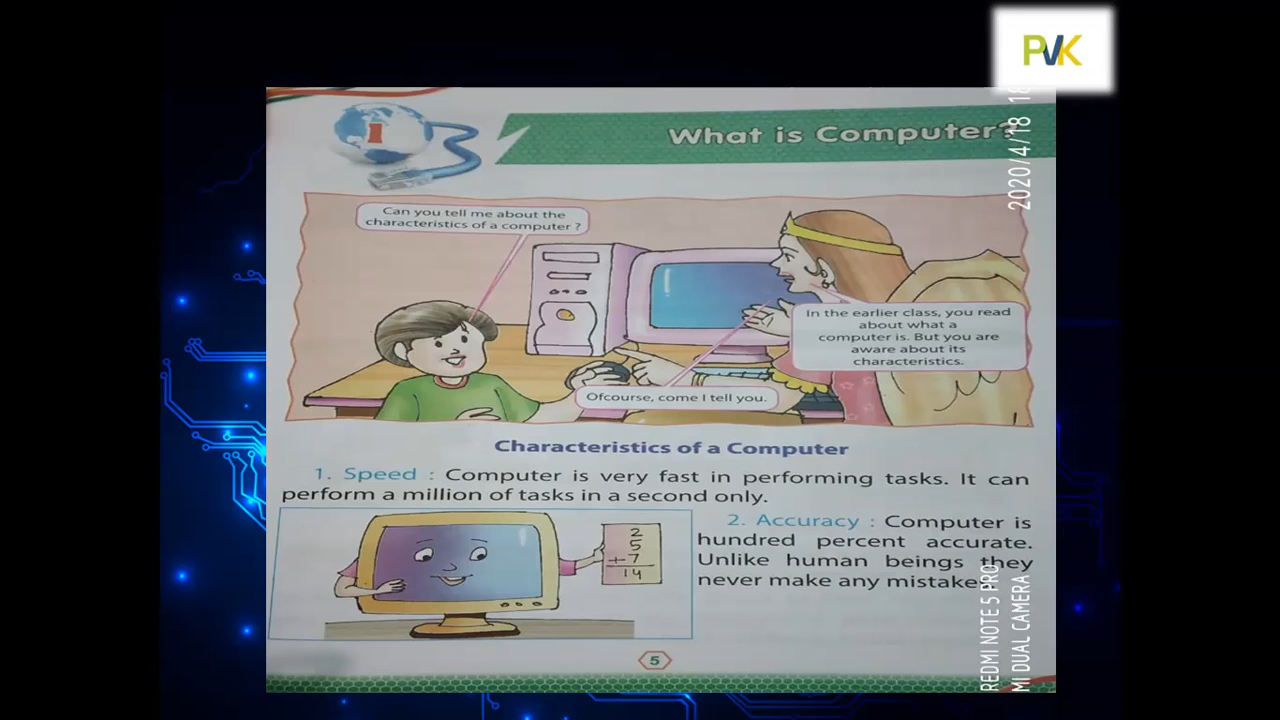 PVK
1
What is Computer?
2020/4/18 18
Can you tell me about the
characteristics of a computer ?
In the earlier class, you read
about what a
computer is. But you are
aware about its
characteristics.
Ofcourse, come I tell you.
Characteristics of a Computer
1. Speed : Computer is very fast in performing tasks. It can
perform a million of tasks in a second only.
2
5
+ 7
14
2. Accuracy : Computer is
hundred percent accurate.
Unlike human beings they
never make any mistake
REDMI NOTE 5 PRO
MI DUAL CAMERA
5